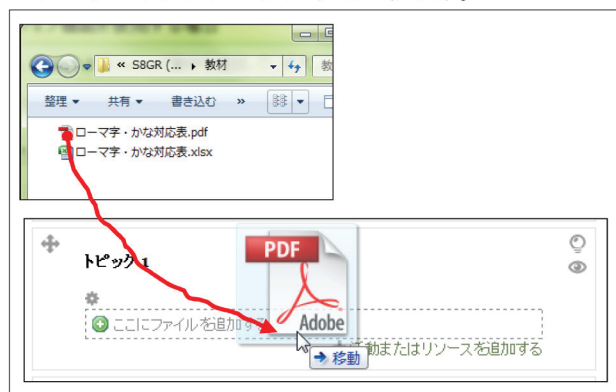 « S8GR (... ▸ 教材
整理 ▼ 共有 ▼ 書き込む »
ローマ字・かな対応表.pdf
ローマ字・かな対応表.xlsx
トピック 1
PDF
ここにファイルを追加する
Adobe
移動
動またはリソースを追加する